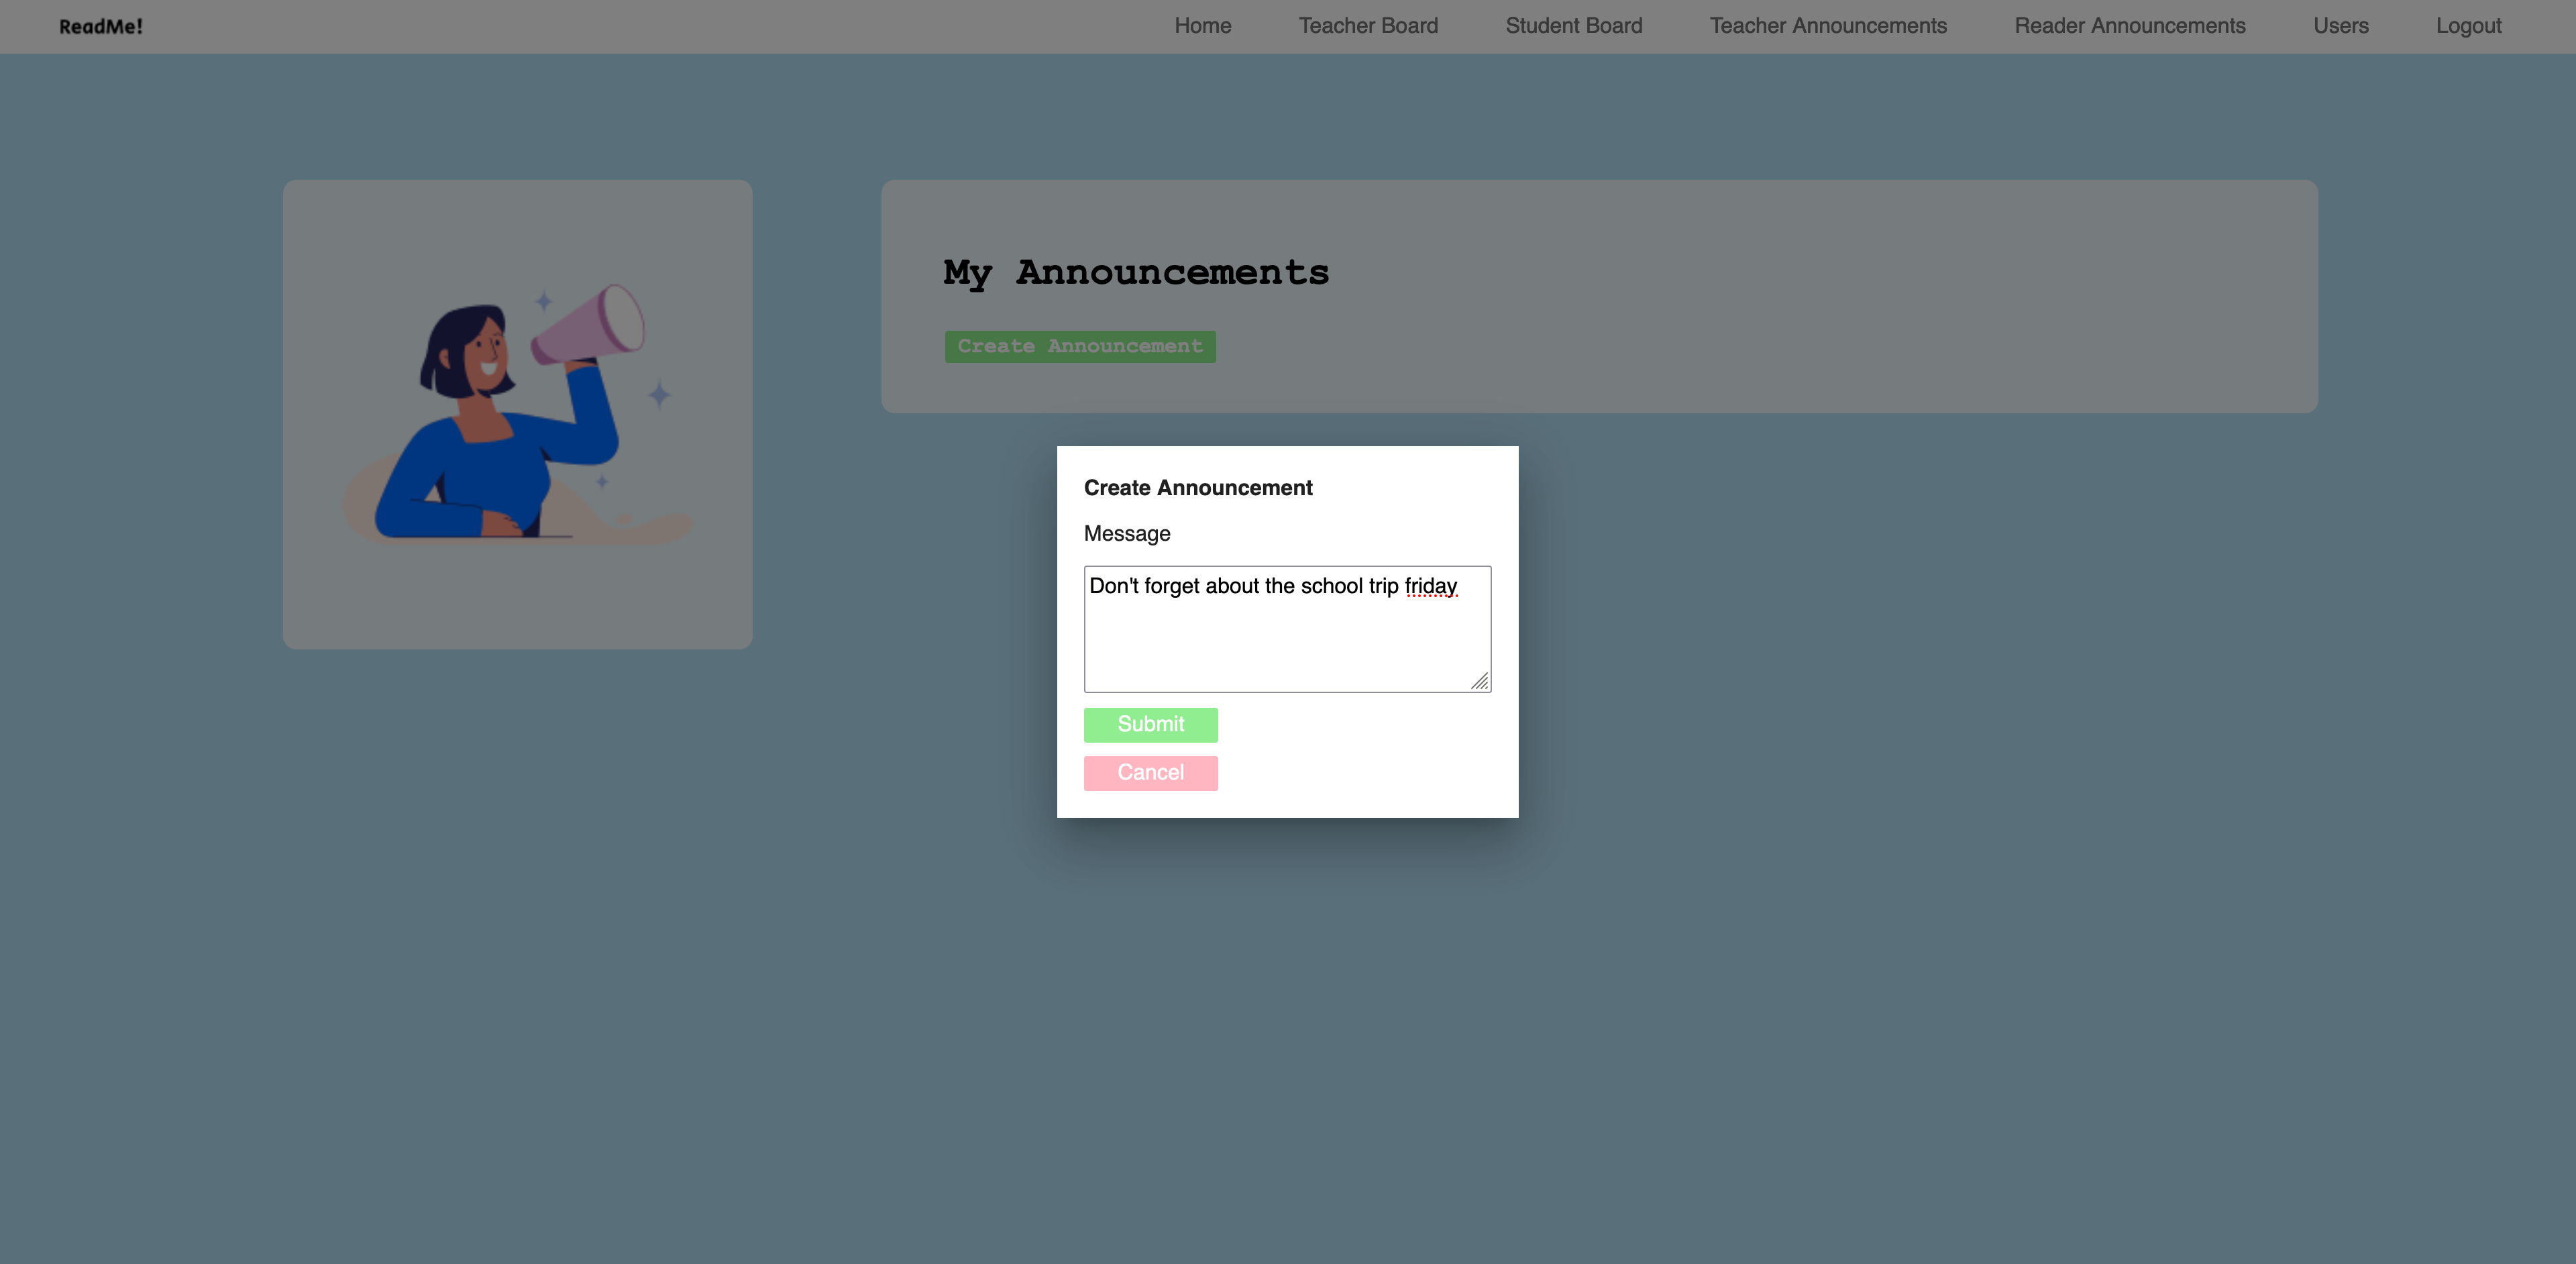 ReadMe!
Home Teacher Board Student Board Teacher Announcements Reader Announcements Users Logout
My Announcements
Create Announcement
Create Announcement
Message
Don't forget about the school trip friday
Submit
Cancel